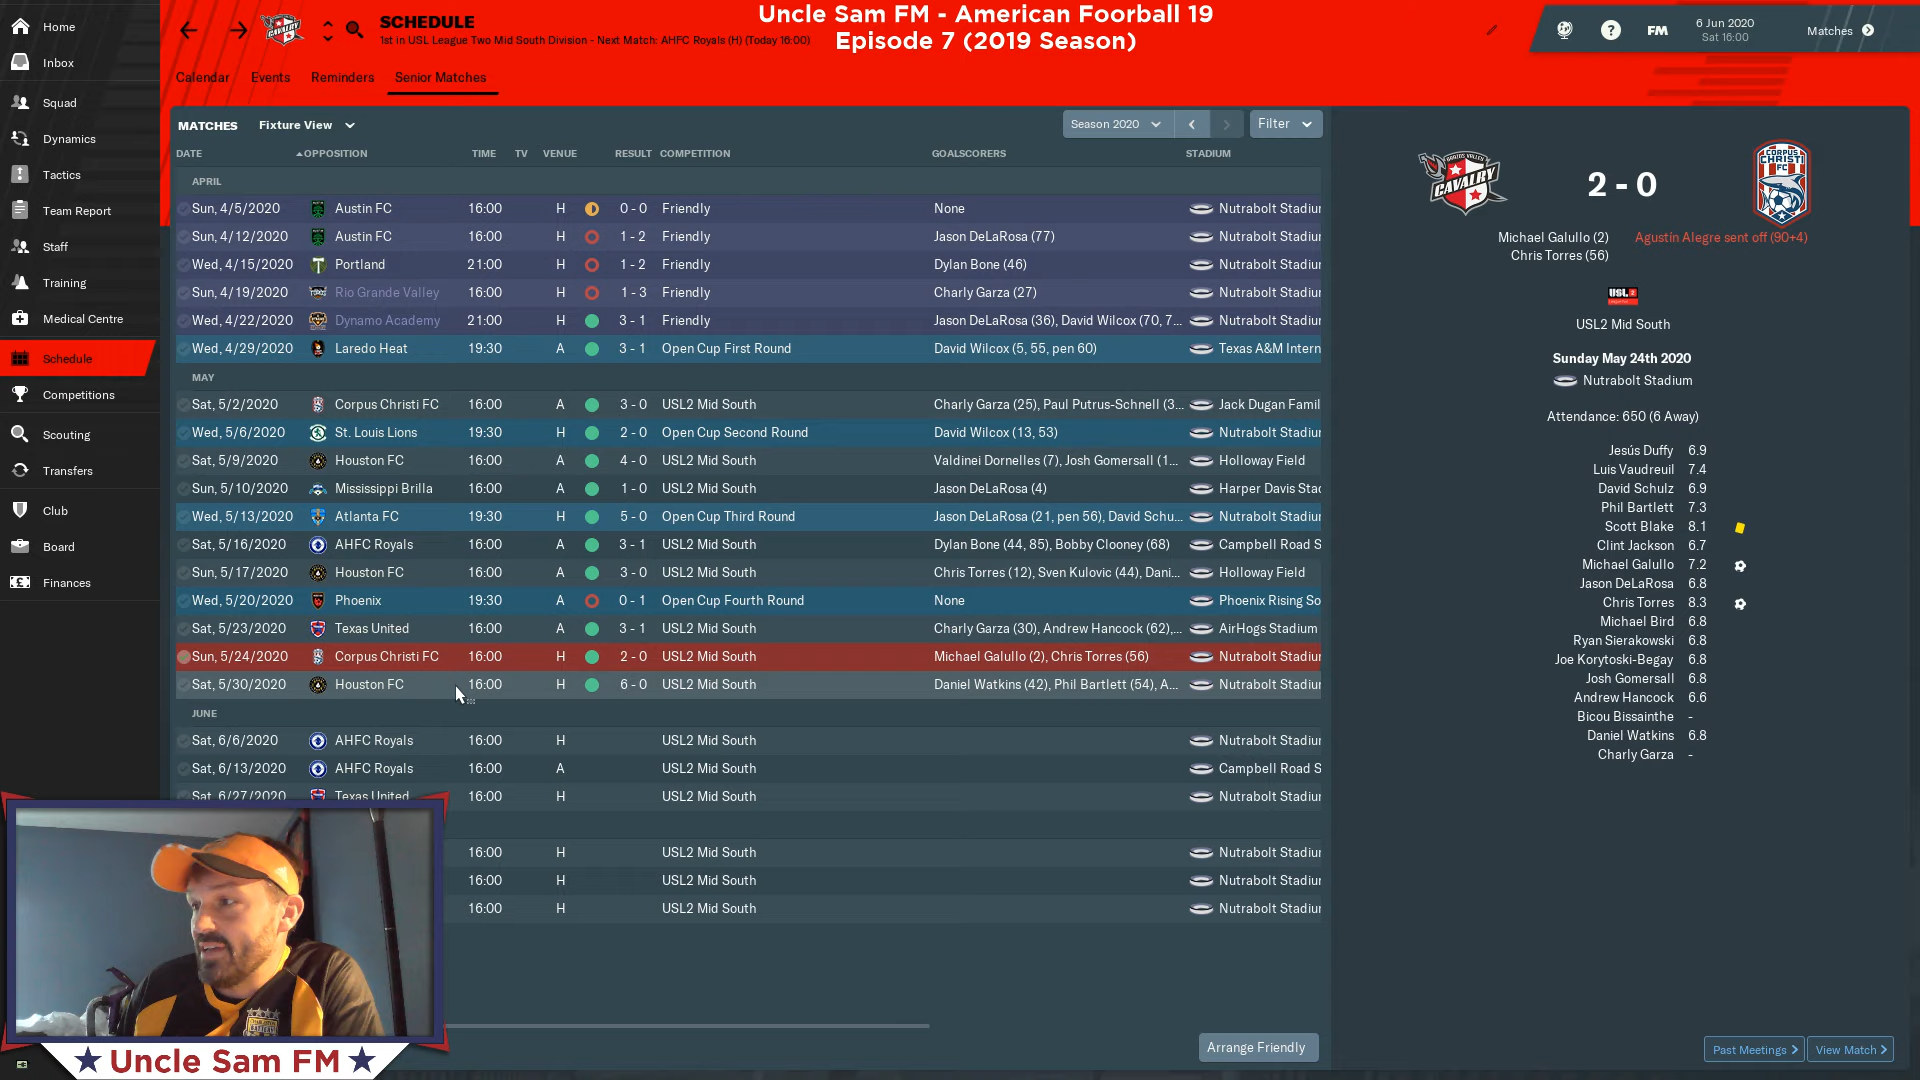 Uncle Sam FM - American Foorball 19
Episode 7 (2019 Season)
SCHEDULE
1st in USL League Two Mid South Division - Next Match: AHFC Royals (H) (Today 16:00)
FM
6 Jun 2020
Sat 16:00
Matches
Calendar Events Reminders Senior Matches
Home
Inbox
Squad
Dynamics
Tactics
Team Report
Staff
Training
Medical Centre
Schedule
Competitions
Scouting
Transfers
Club
Board
Finances
MATCHES Fixture View Season 2020 Filter
DATE OPPOSITION TIME TV VENUE RESULT COMPETITION GOALSCORERS STADIUM
APRIL
Sun, 4/5/2020 Austin FC 16:00 H 0 - 0 Friendly None Nutrabolt Stadiur
Sun, 4/12/2020 Austin FC 16:00 H 1 - 2 Friendly Jason DeLaRosa (77) Nutrabolt Stadiur
Wed, 4/15/2020 Portland 21:00 H 1 - 2 Friendly Dylan Bone (46) Nutrabolt Stadiur
Sun, 4/19/2020 Rio Grande Valley 16:00 H 1 - 3 Friendly Charly Garza (27) Nutrabolt Stadiur
Wed, 4/22/2020 Dynamo Academy 21:00 H 3 - 1 Friendly Jason DeLaRosa (36), David Wilcox (70, 7... Nutrabolt Stadiur
Wed, 4/29/2020 Laredo Heat 19:30 A 3 - 1 Open Cup First Round David Wilcox (5, 55, pen 60) Texas A&M Intern
MAY
Sat, 5/2/2020 Corpus Christi FC 16:00 A 3 - 0 USL2 Mid South Charly Garza (25), Paul Putrus-Schnell (3... Jack Dugan Famil
Wed, 5/6/2020 St. Louis Lions 19:30 H 2 - 0 Open Cup Second Round David Wilcox (13, 53) Nutrabolt Stadiur
Sat, 5/9/2020 Houston FC 16:00 A 4 - 0 USL2 Mid South Valdinei Dornelles (7), Josh Gomersall (1... Holloway Field
Sun, 5/10/2020 Mississippi Brilla 16:00 A 1 - 0 USL2 Mid South Jason DeLaRosa (4) Harper Davis Stac
Wed, 5/13/2020 Atlanta FC 19:30 H 5 - 0 Open Cup Third Round Jason DeLaRosa (21, pen 56), David Schu... Nutrabolt Stadiur
Sat, 5/16/2020 AHFC Royals 16:00 A 3 - 1 USL2 Mid South Dylan Bone (44, 85), Bobby Clooney (68) Campbell Road S
Sun, 5/17/2020 Houston FC 16:00 A 3 - 0 USL2 Mid South Chris Torres (12), Sven Kulovic (44), Dani... Holloway Field
Wed, 5/20/2020 Phoenix 19:30 A 0 - 1 Open Cup Fourth Round None Phoenix Rising So
Sat, 5/23/2020 Texas United 16:00 A 3 - 1 USL2 Mid South Charly Garza (30), Andrew Hancock (62),... AirHogs Stadium
Sun, 5/24/2020 Corpus Christi FC 16:00 H 2 - 0 USL2 Mid South Michael Galullo (2), Chris Torres (56) Nutrabolt Stadiur
Sat, 5/30/2020 Houston FC 16:00 H 6 - 0 USL2 Mid South Daniel Watkins (42), Phil Bartlett (54), A... Nutrabolt Stadiur
JUNE
Sat, 6/6/2020 AHFC Royals 16:00 H USL2 Mid South Nutrabolt Stadiur
Sat, 6/13/2020 AHFC Royals 16:00 A USL2 Mid South Campbell Road S
Sat, 6/27/2020 Texas United 16:00 H USL2 Mid South Nutrabolt Stadiur
16:00 H USL2 Mid South Nutrabolt Stadiur
16:00 H USL2 Mid South Nutrabolt Stadiur
16:00 H USL2 Mid South Nutrabolt Stadiur
Arrange Friendly
BRAZOS VALLEY
CAVALRY
2 - 0
CORPUS
CHRISTI
FC
Michael Galullo (2) Agustín Alegre sent off (90+4)
Chris Torres (56)
USL2
USL2 Mid South
Sunday May 24th 2020
Nutrabolt Stadium
Attendance: 650 (6 Away)
Jesús Duffy 6.9
Luis Vaudreuil 7.4
David Schulz 6.9
Phil Bartlett 7.3
Scott Blake 8.1
Clint Jackson 6.7
Michael Galullo 7.2
Jason DeLaRosa 6.8
Chris Torres 8.3
Michael Bird 6.8
Ryan Sierakowski 6.8
Joe Korytoski-Begay 6.8
Josh Gomersall 6.8
Andrew Hancock 6.6
Bicou Bissainthe -
Daniel Watkins 6.8
Charly Garza -
Past Meetings View Match
Uncle Sam FM